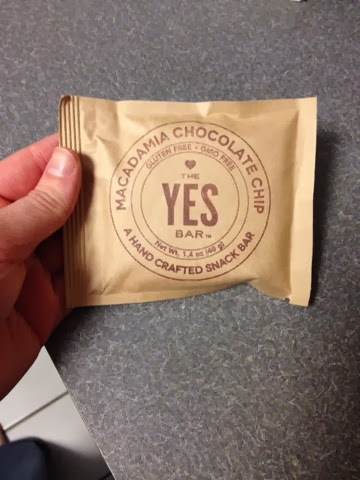 MACADAMIA CHOCOLATE CHIP
GLUTEN FREE • GMO FREE
THE
YES
BAR™
Net Wt. 1.4 oz (40 g)
A HAND CRAFTED SNACK BAR